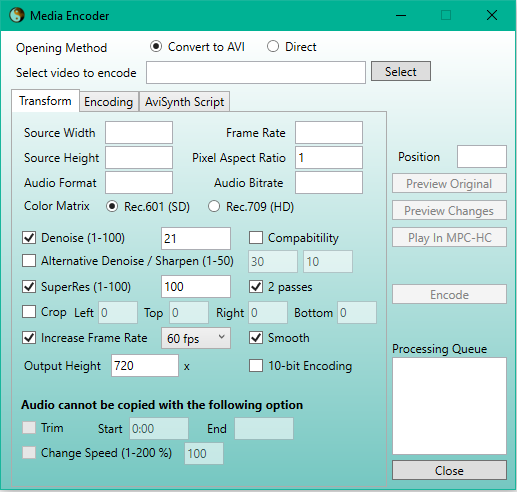 Media Encoder
Opening Method Convert to AVI Direct
Select video to encode Select
Transform Encoding AviSynth Script
Source Width Frame Rate
Source Height Pixel Aspect Ratio 1
Audio Format Audio Bitrate
Color Matrix Rec.601 (SD) Rec.709 (HD)
Denoise (1-100) 21 Compability
Alternative Denoise / Sharpen (1-50) 30 10
SuperRes (1-100) 100 2 passes
Crop Left 0 Top 0 Right 0 Bottom 0
Increase Frame Rate 60 fps Smooth
Output Height 720 x 10-bit Encoding
Audio cannot be copied with the following option
Trim Start 0:00 End
Change Speed (1-200 %) 100
Position
Preview Original
Preview Changes
Play In MPC-HC
Encode
Processing Queue
Close